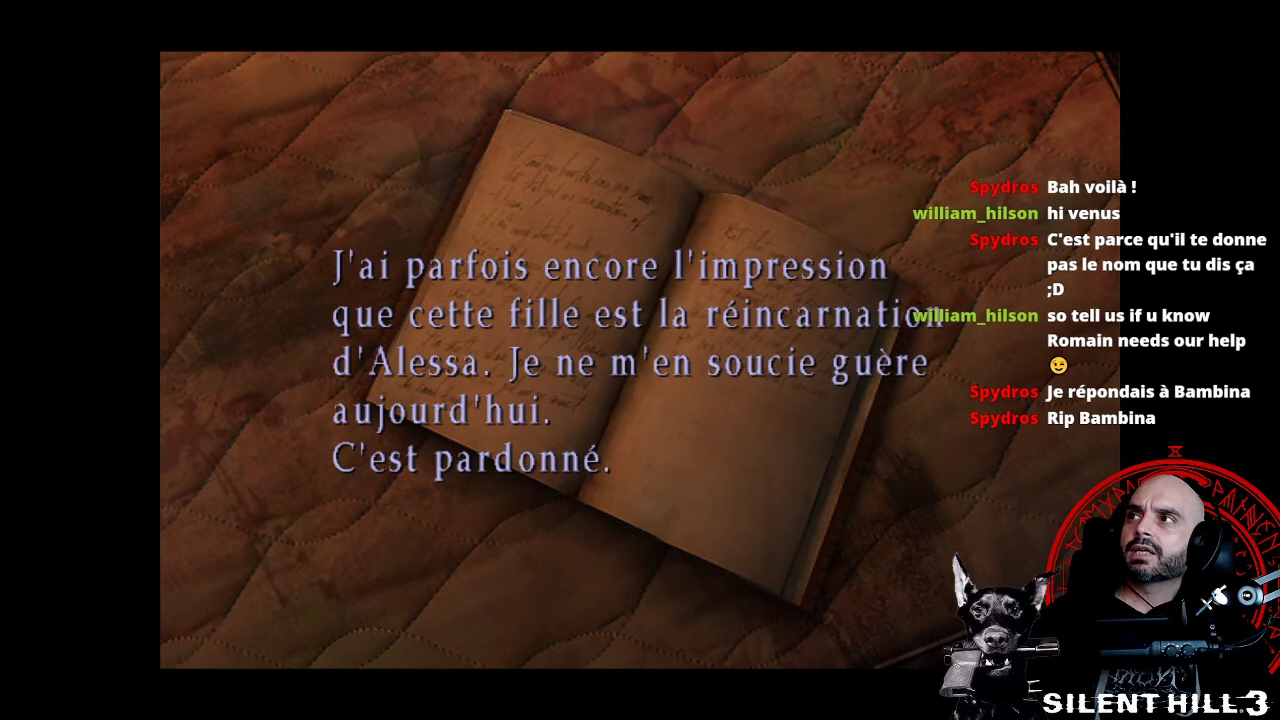 J'ai parfois encore l'impression
que cette fille est la réincarnation
d'Alessa. Je ne m'en soucie guère
aujourd'hui.
C'est pardonné.
Spydros Bah voilà !
william_hilson hi venus
Spydros C'est parce qu'il te donne
pas le nom que tu dis ça
;D
william_hilson so tell us if u know
Romain needs our help
😉
Spydros Je répondais à Bambina
Spydros Rip Bambina
SILENT HILL 3